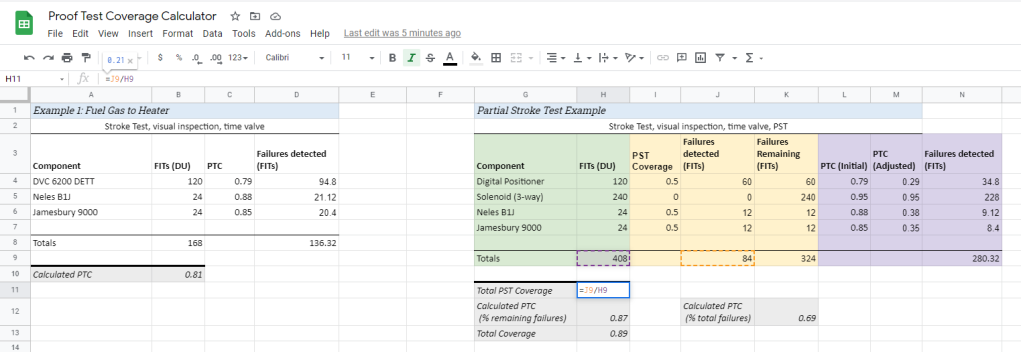 Proof Test Coverage Calculator
File Edit View Insert Format Data Tools Add-ons Help Last edit was 5 minutes ago
0.21 × $ % .0 .00 123 Calibri 11 B I S A
H11 fx =J9/H9
A B C D E F G H I J K L M N
1 Example 1: Fuel Gas to Heater Partial Stroke Test Example
2 Stroke Test, visual inspection, time valve Stroke Test, visual inspection, time valve, PST
3 Component FITs (DU) PTC Failures detected (FITs) Component FITs (DU) PST Coverage Failures detected (FITs) Failures Remaining (FITs) PTC (Initial) PTC (Adjusted) Failures detected (FITs)
4 DVC 6200 DETT 120 0.79 94.8 Digital Positioner 120 0.5 60 60 0.79 0.29 34.8
5 Neles B1J 24 0.88 21.12 Solenoid (3-way) 240 0 0 240 0.95 0.95 228
6 Jamesbury 9000 24 0.85 20.4 Neles B1J 24 0.5 12 12 0.88 0.38 9.12
7 Jamesbury 9000 24 0.5 12 12 0.85 0.35 8.4
8 Totals 168 136.32
9 Totals 408 84 324 280.32
10 Calculated PTC 0.81
11 Total PST Coverage =J9/H9
12 Calculated PTC (% remaining failures) 0.87 Calculated PTC (% total failures) 0.69
13 Total Coverage 0.89
14